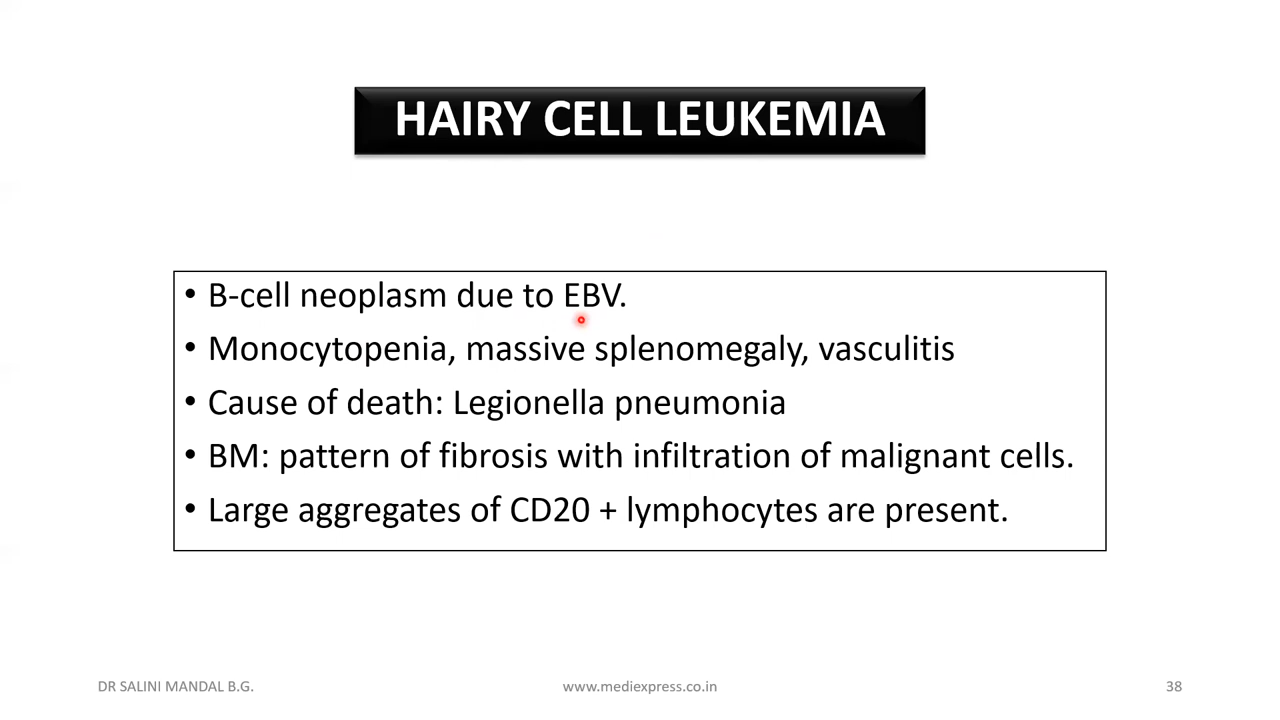 HAIRY CELL LEUKEMIA
• B-cell neoplasm due to EBV.
• Monocytopenia, massive splenomegaly, vasculitis
• Cause of death: Legionella pneumonia
• BM: pattern of fibrosis with infiltration of malignant cells.
• Large aggregates of CD20 + lymphocytes are present.
DR SALINI MANDAL B.G.
www.mediexpress.co.in
38